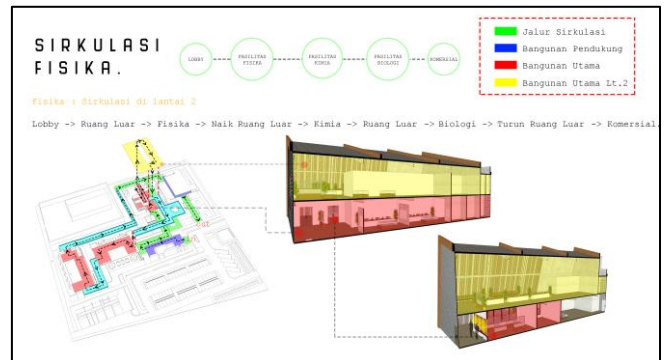 SIRKULASI
FISIKA.
LOBBY
FASILITAS
FISIKA
FASILITAS
KIMIA
FASILITAS
BIOLOGI
KOMERSIAL
Jalur Sirkulasi
Bangunan Pendukung
Bangunan Utama
Bangunan Utama Lt.2
Fisika : Sirkulasi di lantai 2
Lobby -> Ruang Luar -> Fisika -> Naik Ruang Luar -> Kimia -> Ruang Luar -> Biologi -> Turun Ruang Luar -> Komersial.